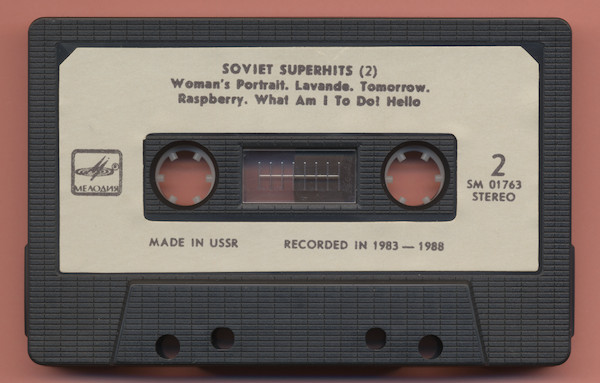 SOVIET SUPERHITS (2)
Woman's Portrait. Lavande. Tomorrow.
Raspberry. What Am I To Do? Hello
МЕЛОДИЯ
2
SM 01763
STEREO
MADE IN USSR
RECORDED IN 1983 — 1988